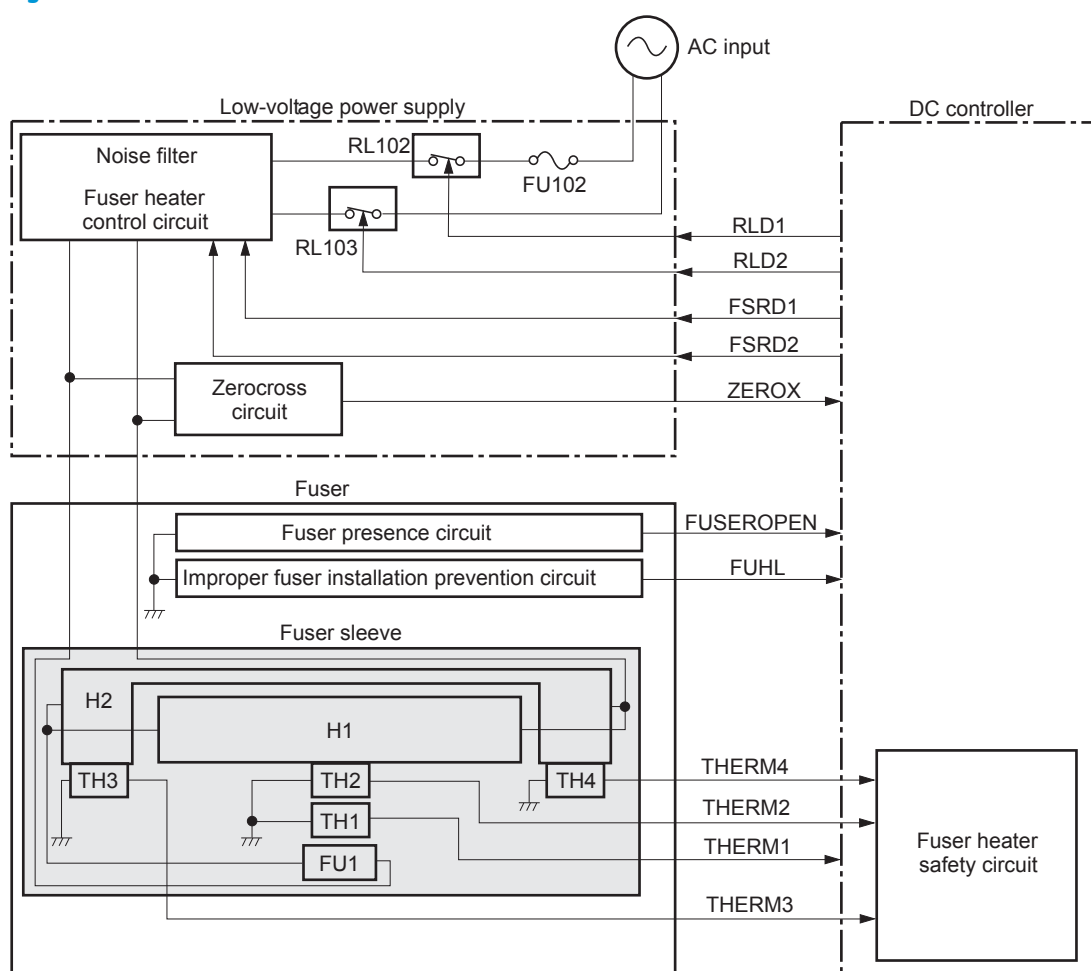 AC input
Low-voltage power supply
DC controller
Noise filter
Fuser heater
control circuit
RL102
FU102
RL103
RLD1
RLD2
FSRD1
FSRD2
Zerocross
circuit
ZEROX
Fuser
Fuser presence circuit
FUSEROPEN
Improper fuser installation prevention circuit
FUHL
Fuser sleeve
H2
H1
TH3
TH2
TH4
THERM4
THERM2
TH1
THERM1
FU1
THERM3
Fuser heater
safety circuit